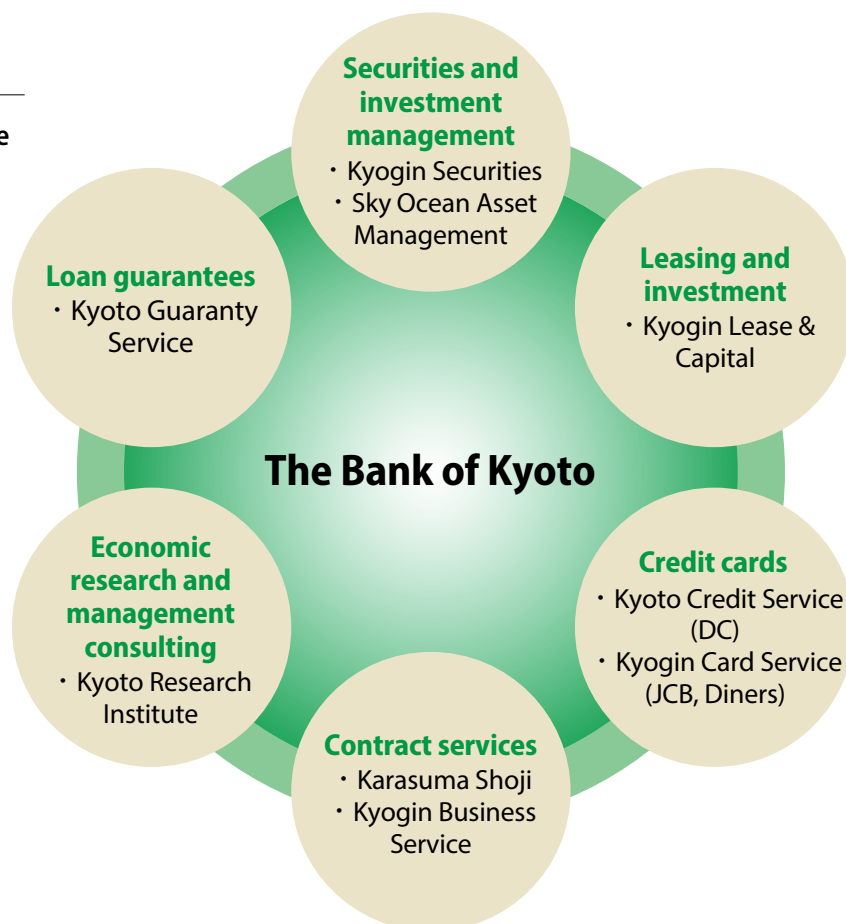 e
Securities and
investment
management
・Kyogin Securities
・Sky Ocean Asset
Management
Loan guarantees
・Kyoto Guaranty
Service
Leasing and
investment
・Kyogin Lease &
Capital
The Bank of Kyoto
Economic
research and
management
consulting
・Kyoto Research
Institute
Credit cards
・Kyoto Credit Service
(DC)
・Kyogin Card Service
(JCB, Diners)
Contract services
・Karasuma Shoji
・Kyogin Business
Service